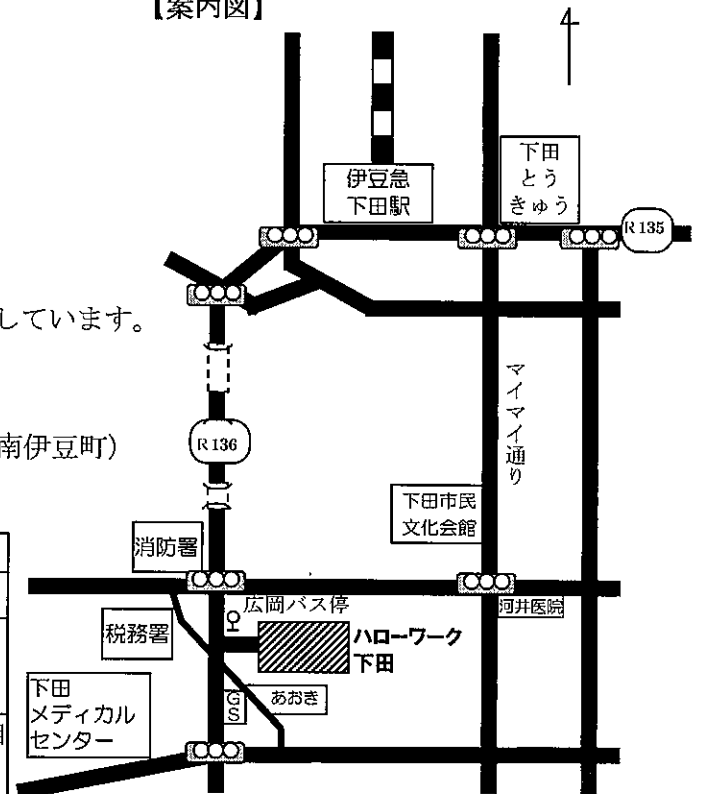 【案内図】
4
伊豆急
下田駅
下田
とう
きゅう
R 135
しています。
マイマイ通り
R 136
南伊豆町）
下田市民
文化会館
消防署
広岡バス停
河井医院
税務署
ハローワーク
下田
下田
メディカル
センター
GS
あおき